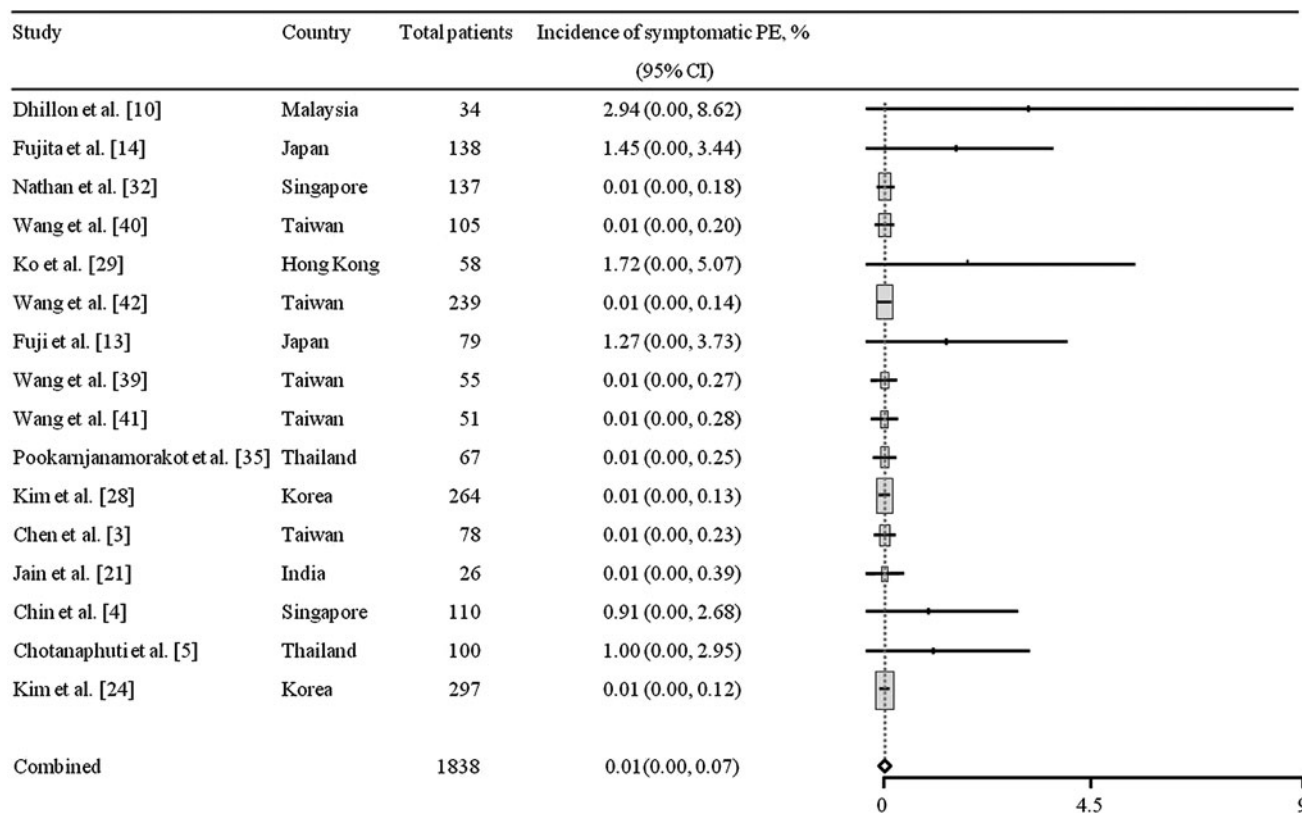 Study Country Total patients Incidence of symptomatic PE, %
(95% CI)
Dhillon et al. [10] Malaysia 34 2.94 (0.00, 8.62)
Fujita et al. [14] Japan 138 1.45 (0.00, 3.44)
Nathan et al. [32] Singapore 137 0.01 (0.00, 0.18)
Wang et al. [40] Taiwan 105 0.01 (0.00, 0.20)
Ko et al. [29] Hong Kong 58 1.72 (0.00, 5.07)
Wang et al. [42] Taiwan 239 0.01 (0.00, 0.14)
Fuji et al. [13] Japan 79 1.27 (0.00, 3.73)
Wang et al. [39] Taiwan 55 0.01 (0.00, 0.27)
Wang et al. [41] Taiwan 51 0.01 (0.00, 0.28)
Pookarnjanamorakot et al. [35] Thailand 67 0.01 (0.00, 0.25)
Kim et al. [28] Korea 264 0.01 (0.00, 0.13)
Chen et al. [3] Taiwan 78 0.01 (0.00, 0.23)
Jain et al. [21] India 26 0.01 (0.00, 0.39)
Chin et al. [4] Singapore 110 0.91 (0.00, 2.68)
Chotanaphuti et al. [5] Thailand 100 1.00 (0.00, 2.95)
Kim et al. [24] Korea 297 0.01 (0.00, 0.12)
Combined 1838 0.01(0.00, 0.07)
0 4.5 9